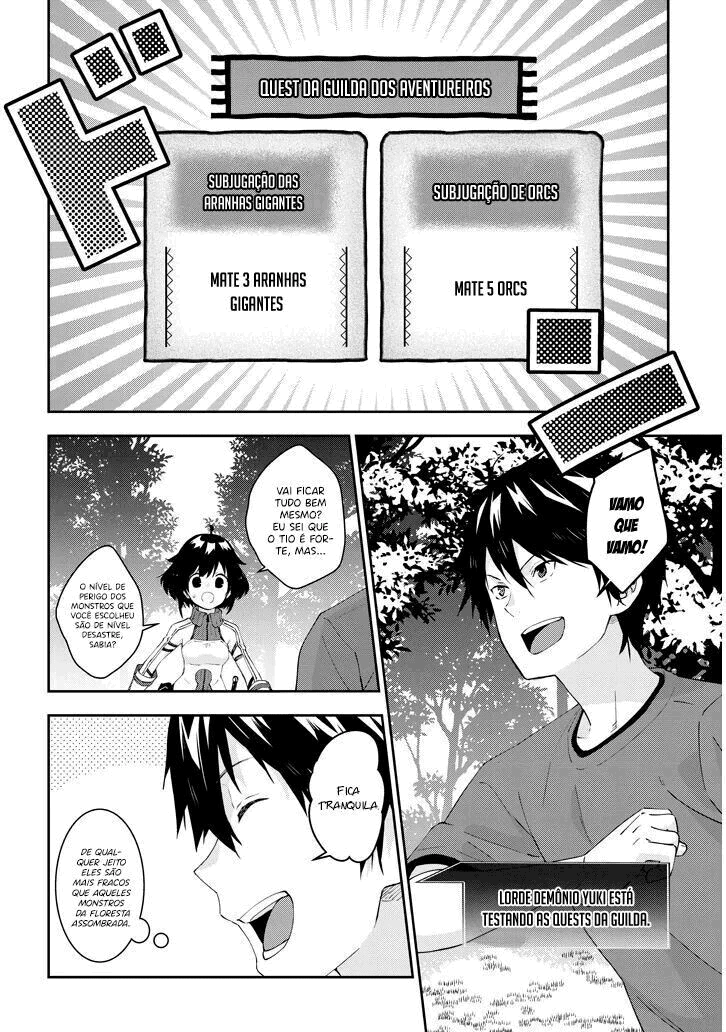 QUEST DA GUILDA DOS AVENTUREIROS
SUBJUGAÇÃO DAS
ARANHAS GIGANTES
MATE 3 ARANHAS
GIGANTES
SUBJUGAÇÃO DE ORCS
MATE 5 ORCS
VAMO
QUE
VAMO!
LORDE DEMÔNIO YUKI ESTÁ
TESTANDO AS QUESTS DA GUILDA.
VAI FICAR
TUDO BEM
MESMO?
EU SEI QUE
O TIO É FOR-
TE, MAS...
O NÍVEL DE
PERIGO DOS
MONSTROS QUE
VOCÊ ESCOLHEU
SÃO DE NÍVEL
DESASTRE,
SABIA?
FICA
TRANQUILA.
DE QUAL-
QUER JEITO
ELES SÃO
MAIS FRACOS
QUE AQUELES
MONSTROS
DA FLORESTA
ASSOMBRADA.